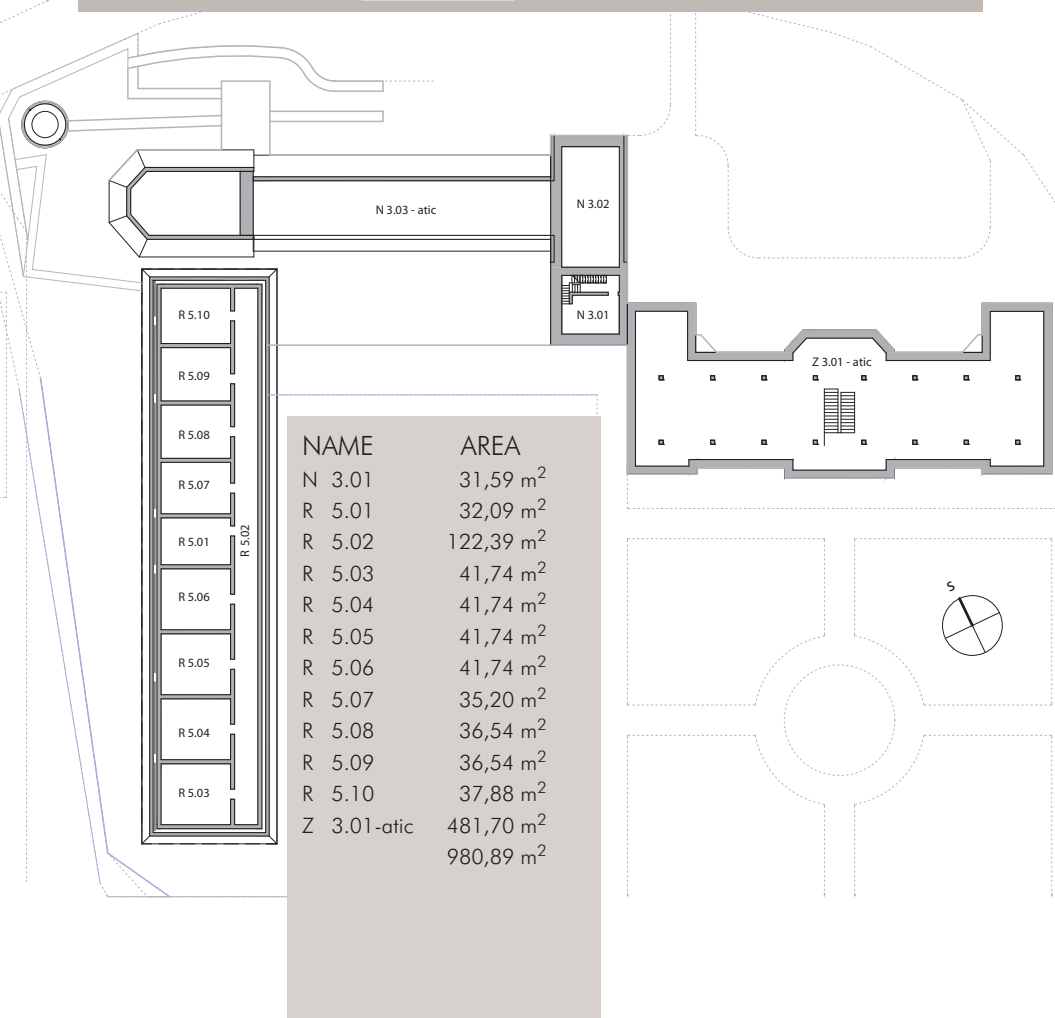 N 3.03 - atic
N 3.02
N 3.01
Z 3.01 - atic
R 5.10
R 5.09
R 5.08
R 5.07
R 5.01
R 5.02
R 5.06
R 5.05
R 5.04
R 5.03
S
NAME AREA
N 3.01 31,59 m²
R 5.01 32,09 m²
R 5.02 122,39 m²
R 5.03 41,74 m²
R 5.04 41,74 m²
R 5.05 41,74 m²
R 5.06 41,74 m²
R 5.07 35,20 m²
R 5.08 36,54 m²
R 5.09 36,54 m²
R 5.10 37,88 m²
Z 3.01-atic 481,70 m²
980,89 m²